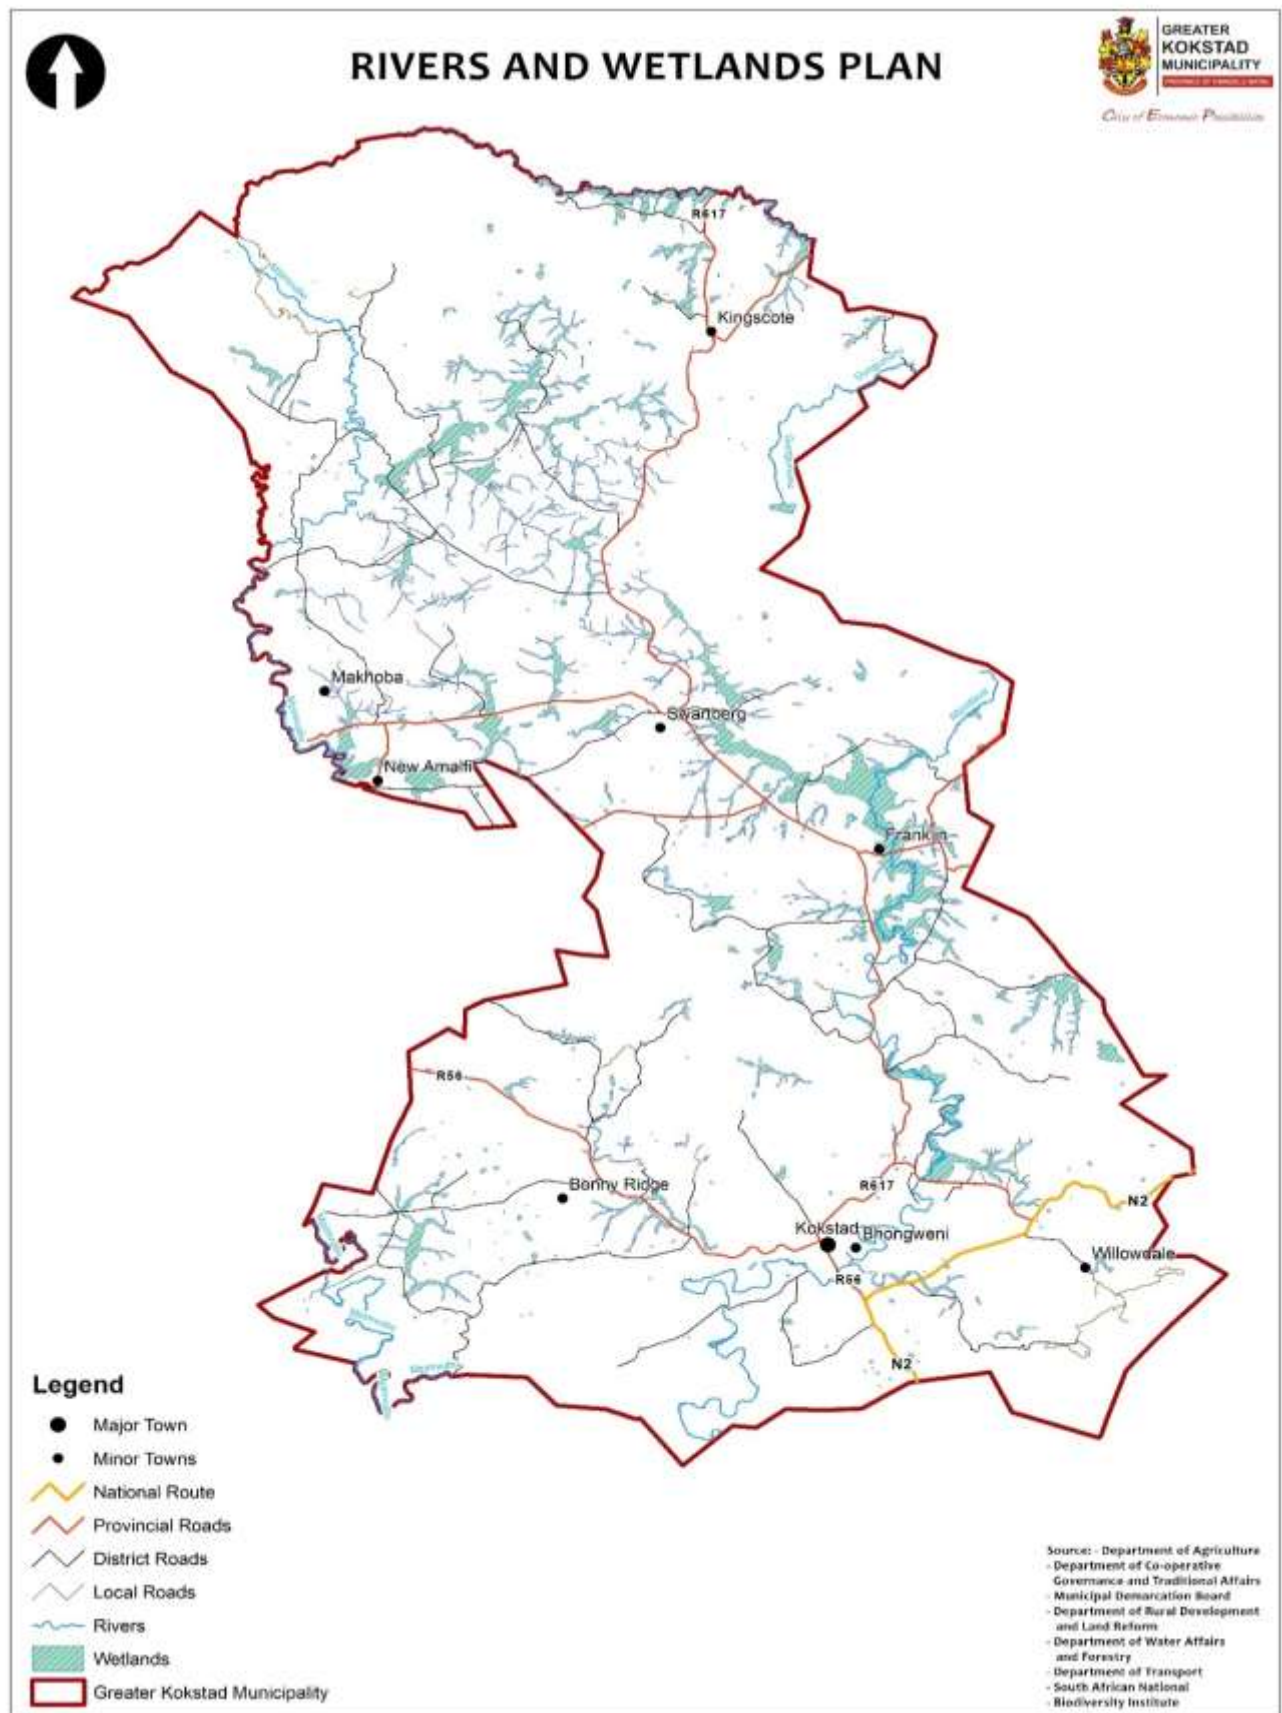 RIVERS AND WETLANDS PLAN
GREATER
KOKSTAD
MUNICIPALITY
City of Economic Possibilities
R617
Kingscote
Makhoba
Swartberg
New Amalfi
Franklin
R56
Bonny Ridge
R617
N2
Kokstad
Bhongweni
Willowdale
R56
N2
Legend
Major Town
Minor Towns
National Route
Provincial Roads
District Roads
Local Roads
Rivers
Wetlands
Greater Kokstad Municipality
Source: - Department of Agriculture
- Department of Co-operative
Governance and Traditional Affairs
- Municipal Demarcation Board
- Department of Rural Development
and Land Reform
- Department of Water Affairs
and Forestry
- Department of Transport
- South African National
- Biodiversity Institute